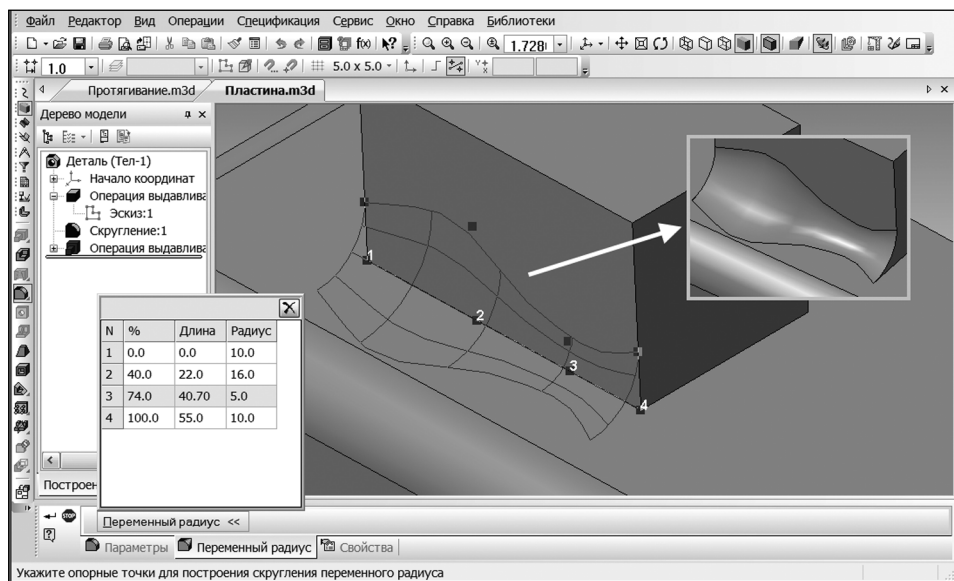 Файл Редактор Вид Операции Спецификация Сервис Окно Справка Библиотеки
f(x) 1.728
1.0 5.0 x 5.0
Протягивание.m3d Пластина.m3d
Дерево модели
Деталь (Тел-1)
Начало координат
Операция выдавлива
Эскиз:1
Скругление:1
Операция выдавлива
1
2
3
4
N % Длина Радиус
1 0.0 0.0 10.0
2 40.0 22.0 16.0
3 74.0 40.70 5.0
4 100.0 55.0 10.0
Построен
STOP
Переменный радиус <<
Параметры Переменный радиус Свойства
Укажите опорные точки для построения скругления переменного радиуса